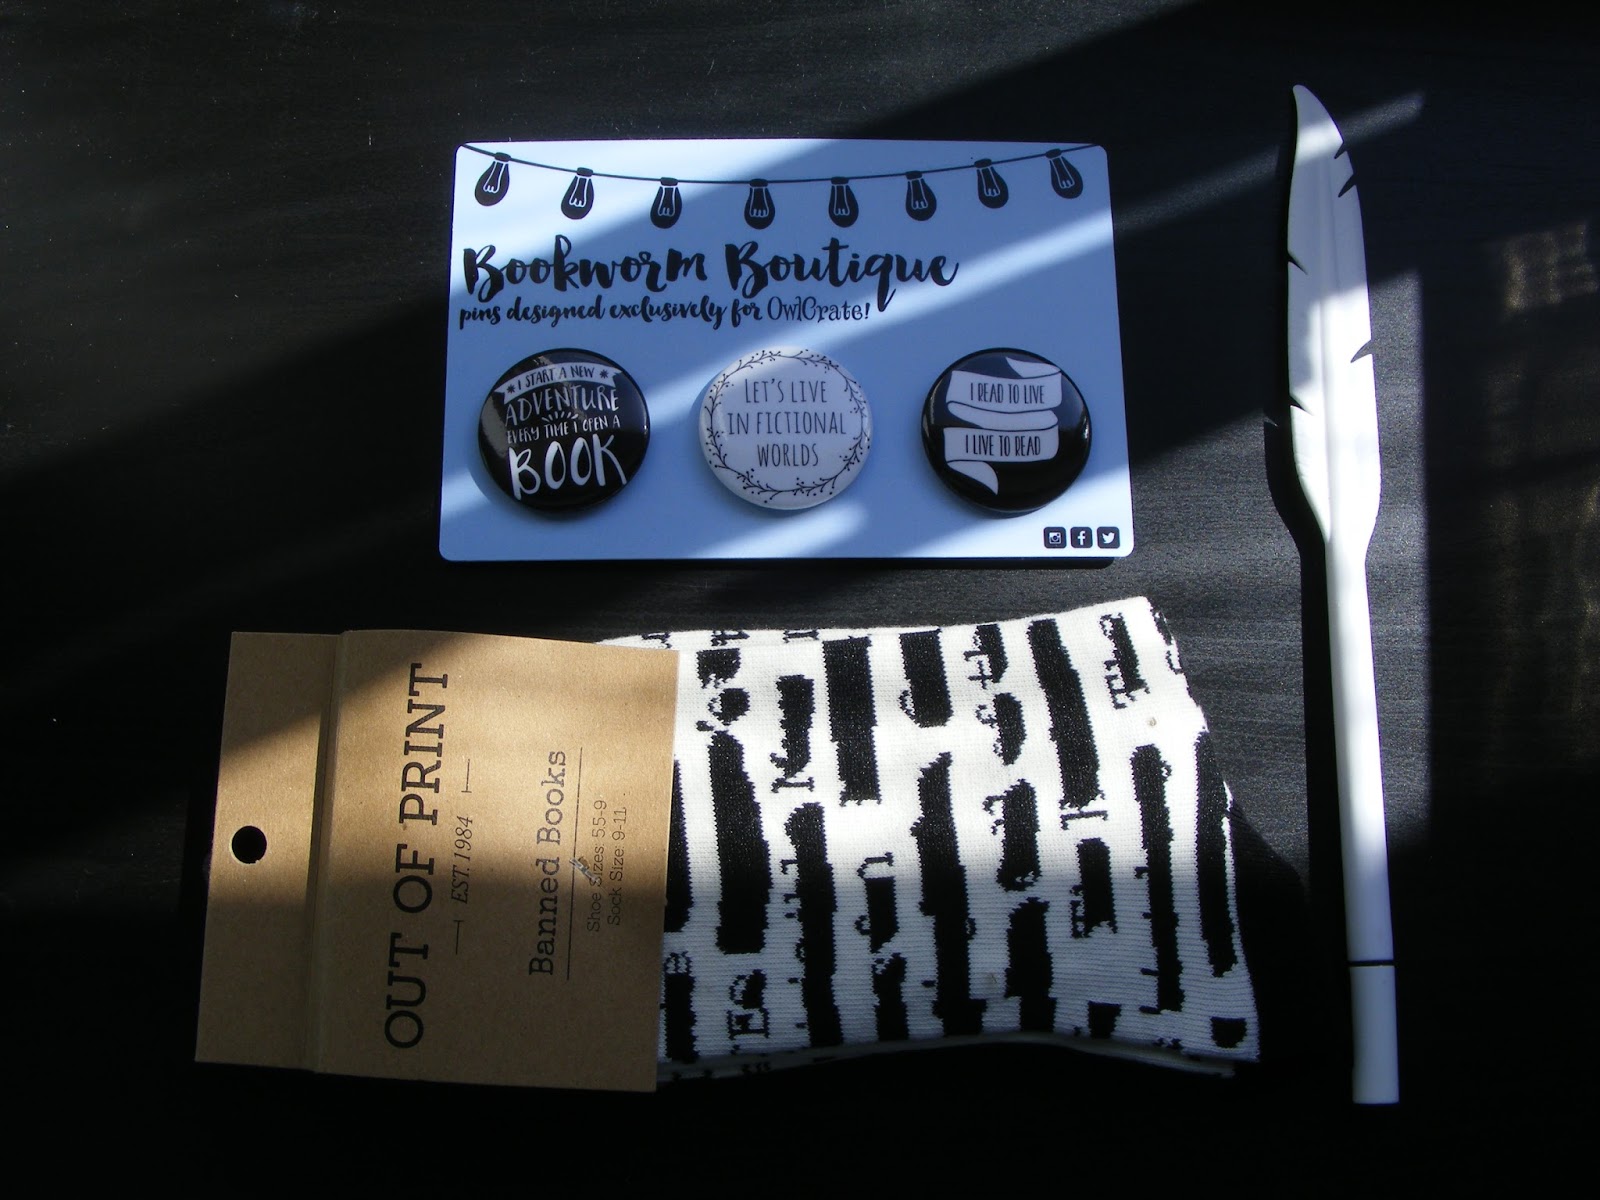 Bookworm Boutique
pins designed exclusively for OwlCrate!
I START A NEW
ADVENTURE
EVERY TIME I OPEN A
BOOK
LET'S LIVE
IN FICTIONAL
WORLDS
I READ TO LIVE
I LIVE TO READ
OUT OF PRINT
EST. 1984
Banned Books
Shoe Sizes: 5.5-9
Sock Size: 9-11